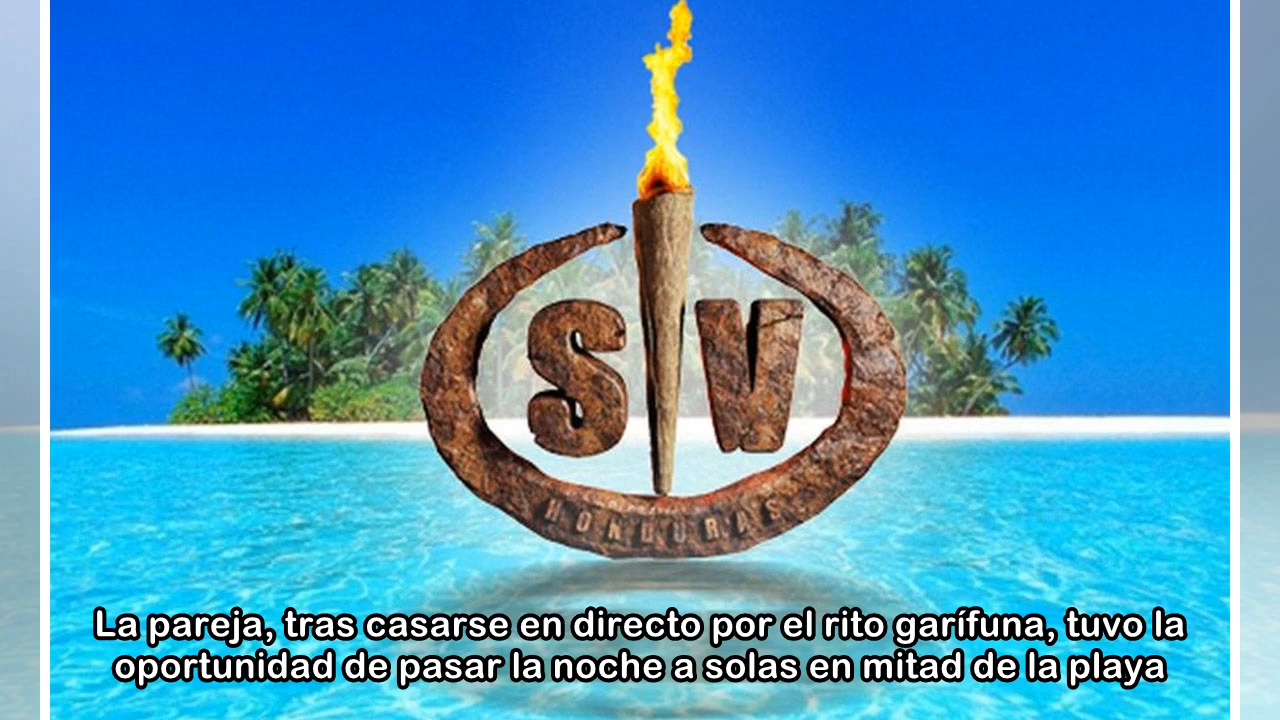 SV
HONDURAS
La pareja, tras casarse en directo por el rito garífuna, tuvo la
oportunidad de pasar la noche a solas en mitad de la playa